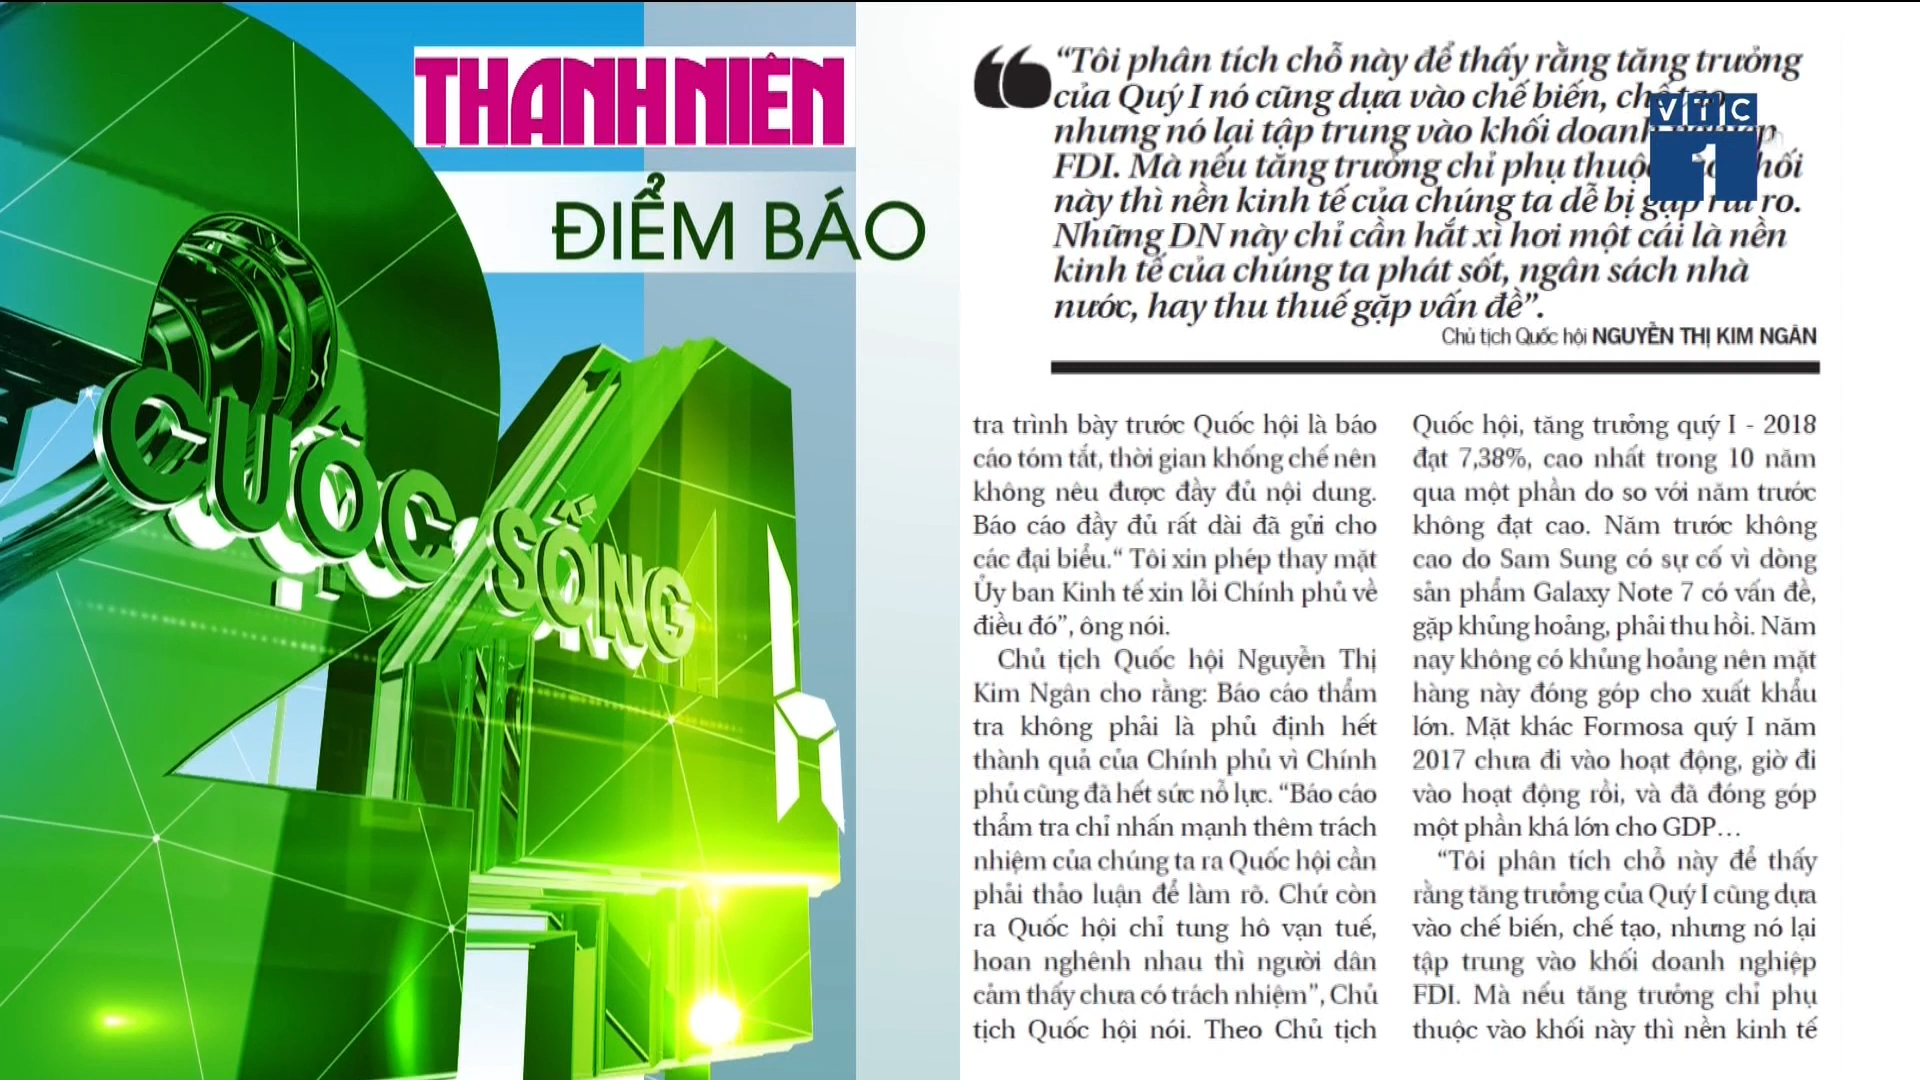 THANHNIÊN
ĐIỂM BÁO
CUỘC SỐNG
24h
VTC
1
“Tôi phân tích chỗ này để thấy rằng tăng trưởng
của Quý I nó cũng dựa vào chế biến, chế tạo,
nhưng nó lại tập trung vào khối doanh nghiệp
FDI. Mà nếu tăng trưởng chỉ phụ thuộc vào khối
này thì nền kinh tế của chúng ta dễ bị gặp rủi ro.
Những DN này chỉ cần hắt xì hơi một cái là nền
kinh tế của chúng ta phát sốt, ngân sách nhà
nước, hay thu thuế gặp vấn đề”.
Chủ tịch Quốc hội NGUYỄN THỊ KIM NGÂN
tra trình bày trước Quốc hội là báo
cáo tóm tắt, thời gian khống chế nên
không nêu được đầy đủ nội dung.
Báo cáo đầy đủ rất dài đã gửi cho
các đại biểu.“ Tôi xin phép thay mặt
Ủy ban Kinh tế xin lỗi Chính phủ về
điều đó”, ông nói.
Chủ tịch Quốc hội Nguyễn Thị
Kim Ngân cho rằng: Báo cáo thẩm
tra không phải là phủ định hết
thành quả của Chính phủ vì Chính
phủ cũng đã hết sức nỗ lực. “Báo cáo
thẩm tra chỉ nhấn mạnh thêm trách
nhiệm của chúng ta ra Quốc hội cần
phải thảo luận để làm rõ. Chứ còn
ra Quốc hội chỉ tung hô vạn tuế,
hoan nghênh nhau thì người dân
cảm thấy chưa có trách nhiệm”, Chủ
tịch Quốc hội nói. Theo Chủ tịch
Quốc hội, tăng trưởng quý I - 2018
đạt 7,38%, cao nhất trong 10 năm
qua một phần do so với năm trước
không đạt cao. Năm trước không
cao do Sam Sung có sự cố vì dòng
sản phẩm Galaxy Note 7 có vấn đề,
gặp khủng hoảng, phải thu hồi. Năm
nay không có khủng hoảng nên mặt
hàng này đóng góp cho xuất khẩu
lớn. Mặt khác Formosa quý I năm
2017 chưa đi vào hoạt động, giờ đi
vào hoạt động rồi, và đã đóng góp
một phần khá lớn cho GDP…
“Tôi phân tích chỗ này để thấy
rằng tăng trưởng của Quý I cũng dựa
vào chế biến, chế tạo, nhưng nó lại
tập trung vào khối doanh nghiệp
FDI. Mà nếu tăng trưởng chỉ phụ
thuộc vào khối này thì nền kinh tế